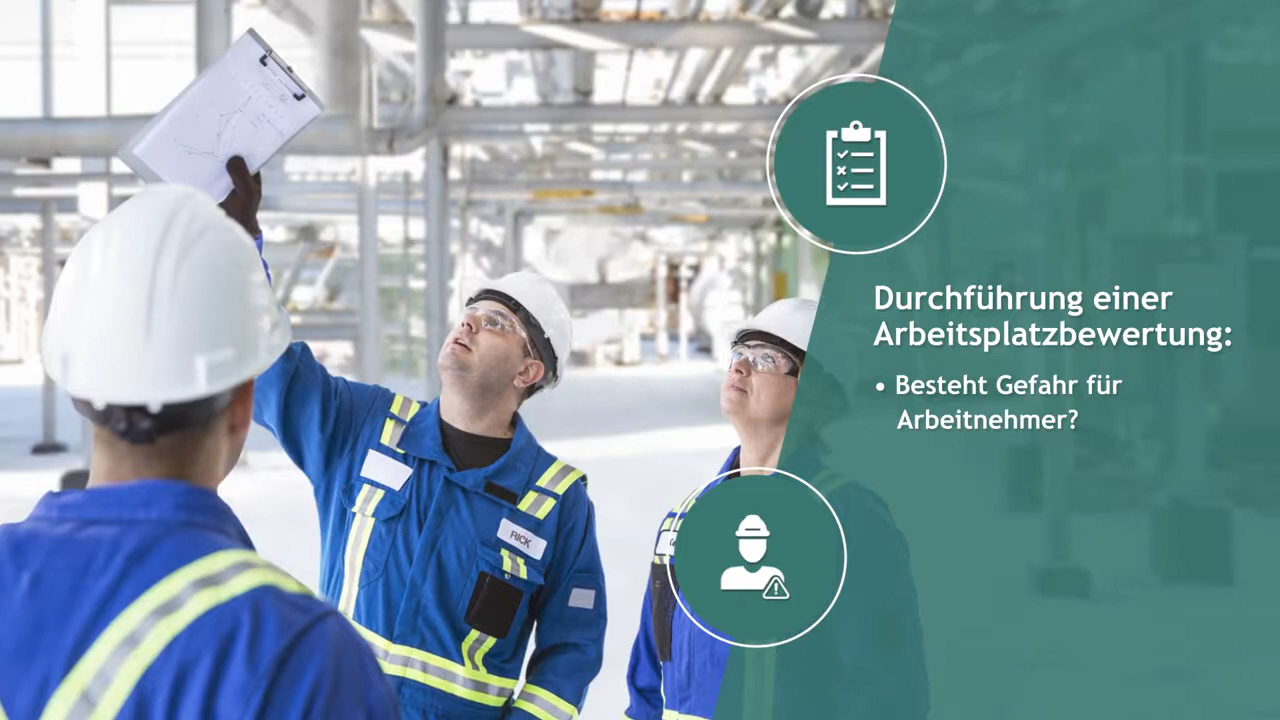 Durchführung einer
Arbeitsplatzbewertung:
• Besteht Gefahr für
Arbeitnehmer?
RICK